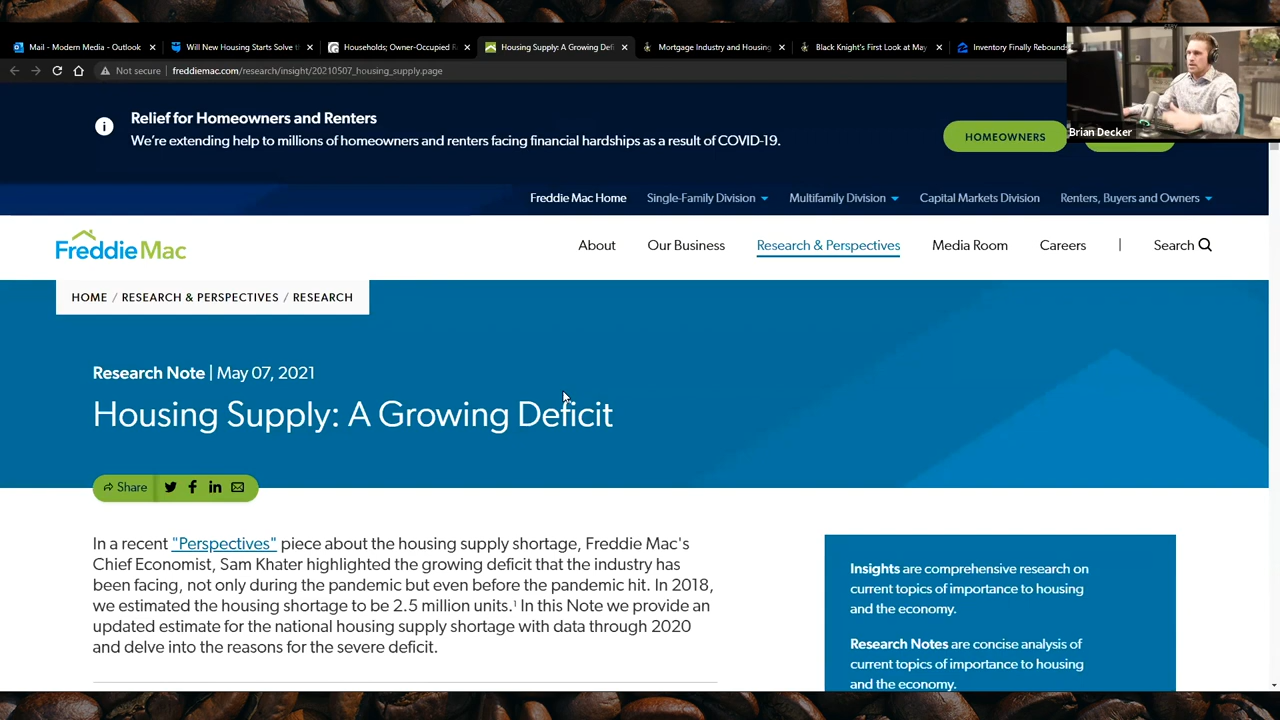 Mail - Modern Media - Outlook
Will New Housing Starts Solve t
Households; Owner-Occupied R
Housing Supply: A Growing Defi
Mortgage Industry and Housing
Black Knight's First Look at May
Inventory Finally Rebounds
Not secure | freddiemac.com/research/insight/20210507_housing_supply.page
Brian Decker
Relief for Homeowners and Renters
We're extending help to millions of homeowners and renters facing financial hardships as a result of COVID-19.
HOMEOWNERS
Freddie Mac Home Single-Family Division Multifamily Division Capital Markets Division Renters, Buyers and Owners
FreddieMac
About Our Business Research & Perspectives Media Room Careers | Search
HOME / RESEARCH & PERSPECTIVES / RESEARCH
Research Note | May 07, 2021
Housing Supply: A Growing Deficit
Share
In a recent "Perspectives" piece about the housing supply shortage, Freddie Mac's
Chief Economist, Sam Khater highlighted the growing deficit that the industry has
been facing, not only during the pandemic but even before the pandemic hit. In 2018,
we estimated the housing shortage to be 2.5 million units.¹ In this Note we provide an
updated estimate for the national housing supply shortage with data through 2020
and delve into the reasons for the severe deficit.
Insights are comprehensive research on
current topics of importance to housing
and the economy.
Research Notes are concise analysis of
current topics of importance to housing
and the economy.